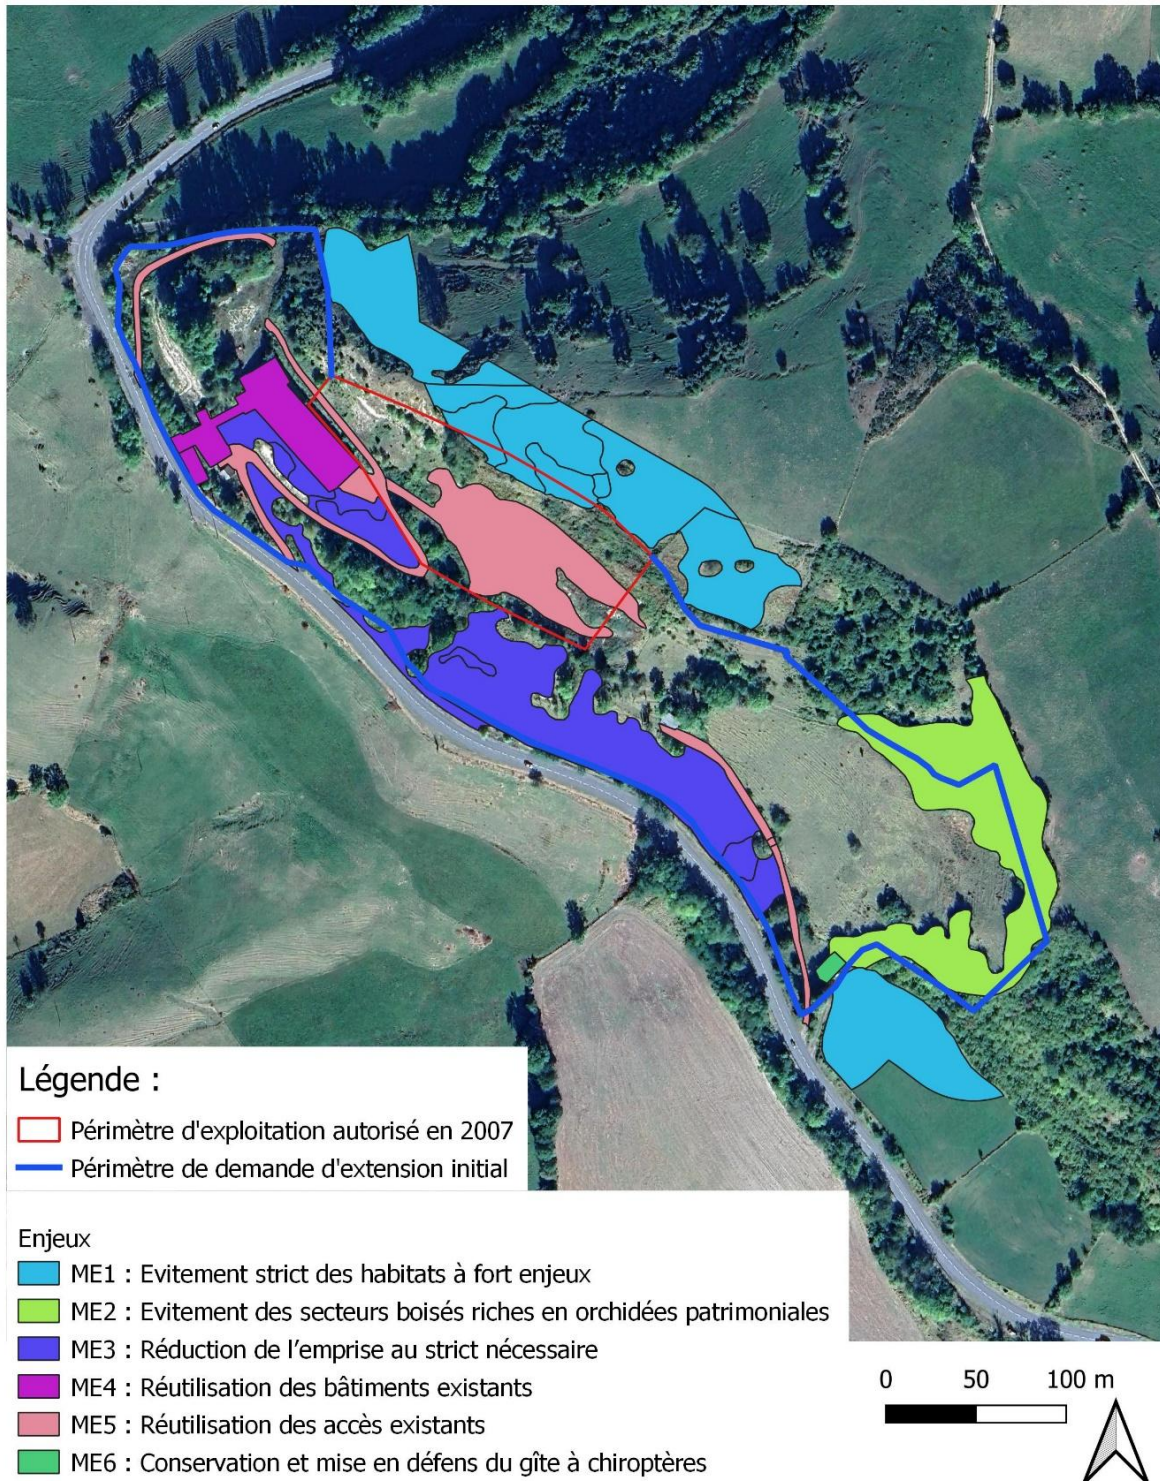 Légende :
Périmètre d'exploitation autorisé en 2007
Périmètre de demande d'extension initial
Enjeux
ME1 : Evitement strict des habitats à fort enjeux
ME2 : Evitement des secteurs boisés riches en orchidées patrimoniales
ME3 : Réduction de l’emprise au strict nécessaire
ME4 : Réutilisation des bâtiments existants
ME5 : Réutilisation des accès existants
ME6 : Conservation et mise en défens du gîte à chiroptères
0 50 100 m